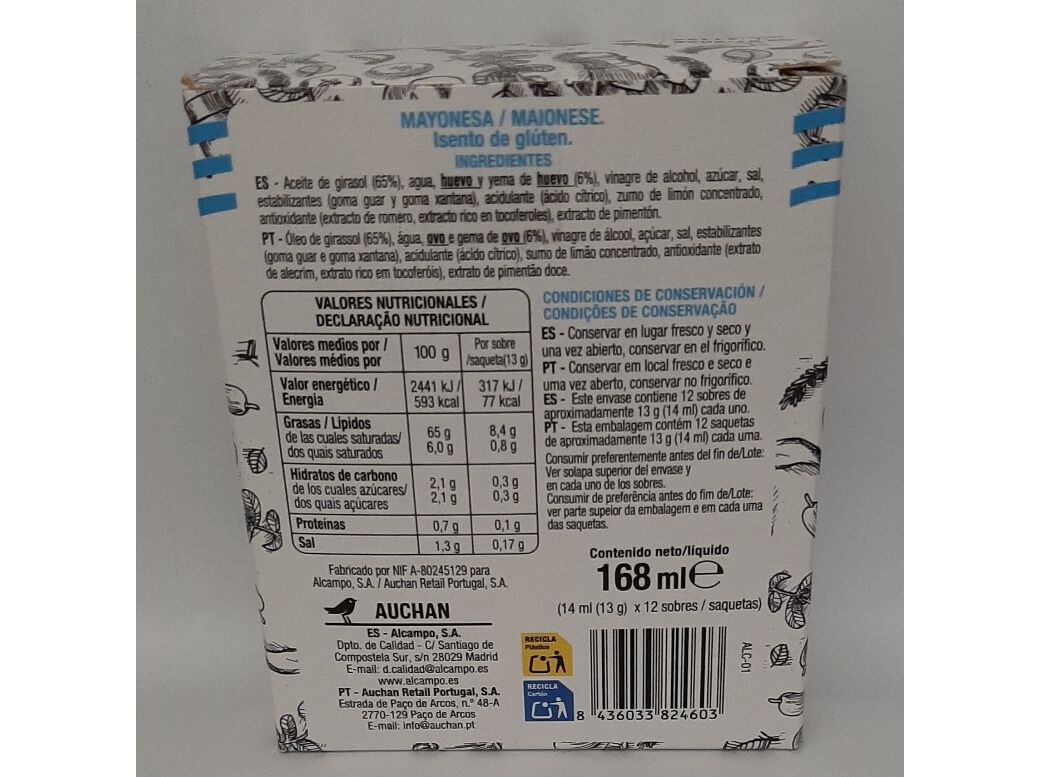 MAYONESA / MAIONESE.
Isento de glúten.
INGREDIENTES
ES - Aceite de girasol (65%), agua, huevo y yema de huevo (6%), vinagre de alcohol, azúcar, sal,
estabilizantes (goma guar y goma xantana), acidulante (ácido cítrico), zumo de limón concentrado,
antioxidante (extracto de romero, extracto rico en tocoferoles), extracto de pimentón.
PT - Óleo de girassol (65%), água, ovo e gema de ovo (6%), vinagre de álcool, açúcar, sal, estabilizantes
(goma guar e goma xantana), acidulante (ácido cítrico), sumo de limão concentrado, antioxidante (extrato
de alecrim, extrato rico em tocoferóis), extrato de pimentão doce.
VALORES NUTRICIONALES /
DECLARAÇÃO NUTRICIONAL
Valores medios por /
Valores médios por
100 g
Por sobre
/saqueta(13 g)
Valor energético /
Energia
2441 kJ /
593 kcal
317 kJ /
77 kcal
Grasas / Lípidos
de las cuales saturadas/
dos quais saturados
65 g
6,0 g
8,4 g
0,8 g
Hidratos de carbono
de los cuales azúcares/
dos quais açúcares
2,1 g
2,1 g
0,3 g
0,3 g
Proteínas
0,7 g
0,1 g
Sal
1,3 g
0,17 g
CONDICIONES DE CONSERVACIÓN /
CONDIÇÕES DE CONSERVAÇÃO
ES - Conservar en lugar fresco y seco y
una vez abierto, conservar en el frigorífico.
PT - Conservar em local fresco e seco e
uma vez aberto, conservar no frigorífico.
ES - Este envase contiene 12 sobres de
aproximadamente 13 g (14 ml) cada uno.
PT - Esta embalagem contém 12 saquetas
de aproximadamente 13 g (14 ml) cada uma.
Consumir preferentemente antes del fin de/Lote:
Ver solapa superior del envase y
en cada uno de los sobres.
Consumir de preferência antes do fim de/Lote:
ver parte supeior da embalagem e em cada uma
das saquetas.
Fabricado por NIF A-80245129 para
Alcampo, S.A. / Auchan Retail Portugal, S.A.
AUCHAN
ES - Alcampo, S.A.
Dpto. de Calidad - C/ Santiago de
Compostela Sur, s/n 28029 Madrid
E-mail: d.calidad@alcampo.es
www.alcampo.es
PT - Auchan Retail Portugal, S.A.
Estrada de Paço de Arcos, n.º 48-A
2770-129 Paço de Arcos
E-mail: info@auchan.pt
Contenido neto/líquido
168 ml℮
(14 ml (13 g) x 12 sobres / saquetas)
RECICLA
Plástico
RECICLA
Cartón
8 436033 824603
ALC-01